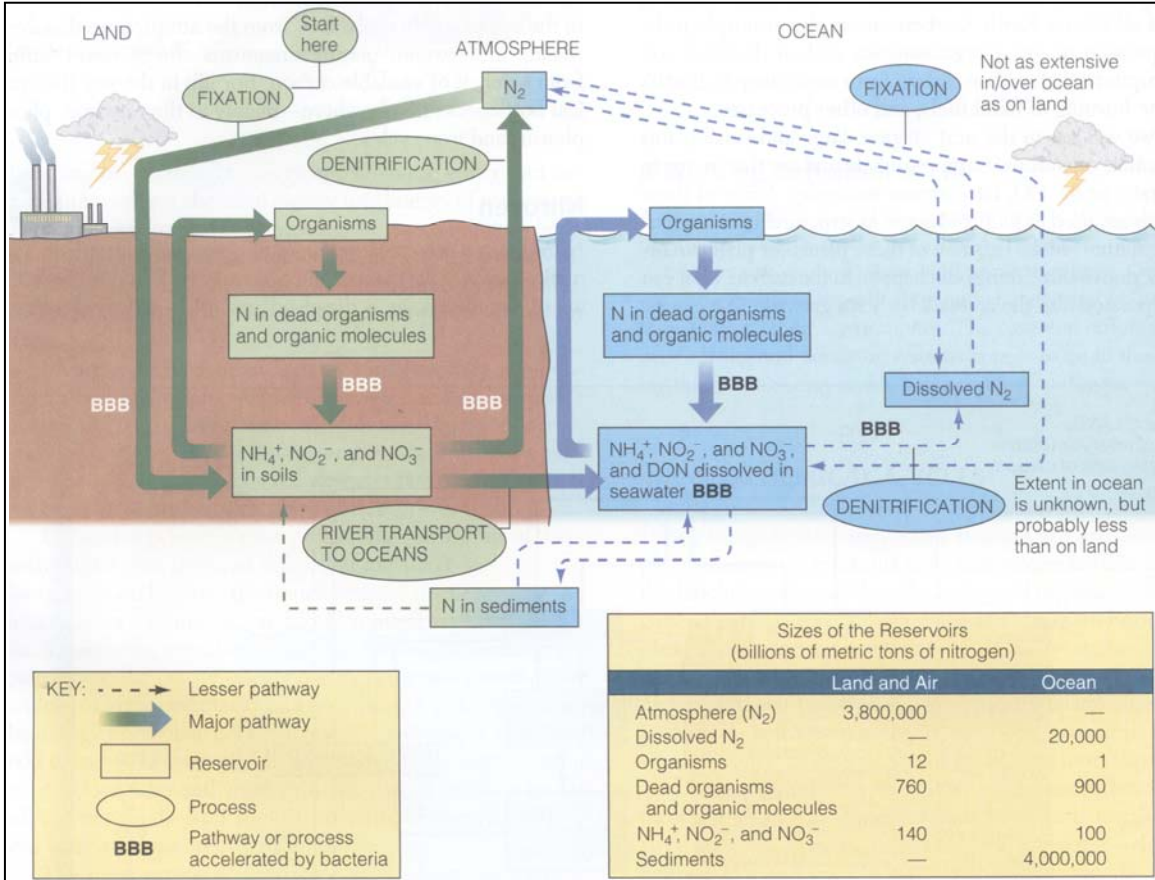 LAND
Start
here
ATMOSPHERE
OCEAN
FIXATION
N₂
FIXATION
Not as extensive
in/over ocean
as on land
DENITRIFICATION
Organisms
Organisms
N in dead organisms
and organic molecules
N in dead organisms
and organic molecules
BBB
BBB
BBB
BBB
Dissolved N₂
BBB
NH₄⁺, NO₂⁻, and NO₃⁻
in soils
NH₄⁺, NO₂⁻, and NO₃,
and DON dissolved in
seawater BBB
DENITRIFICATION
Extent in ocean
is unknown, but
probably less
than on land
RIVER TRANSPORT
TO OCEANS
N in sediments
KEY:
Lesser pathway
Major pathway
Reservoir
Process
BBB Pathway or process
accelerated by bacteria
Sizes of the Reservoirs
(billions of metric tons of nitrogen)
Land and Air Ocean
Atmosphere (N₂) 3,800,000 —
Dissolved N₂ — 20,000
Organisms 12 1
Dead organisms 760 900
and organic molecules
NH₄⁺, NO₂⁻, and NO₃⁻ 140 100
Sediments — 4,000,000